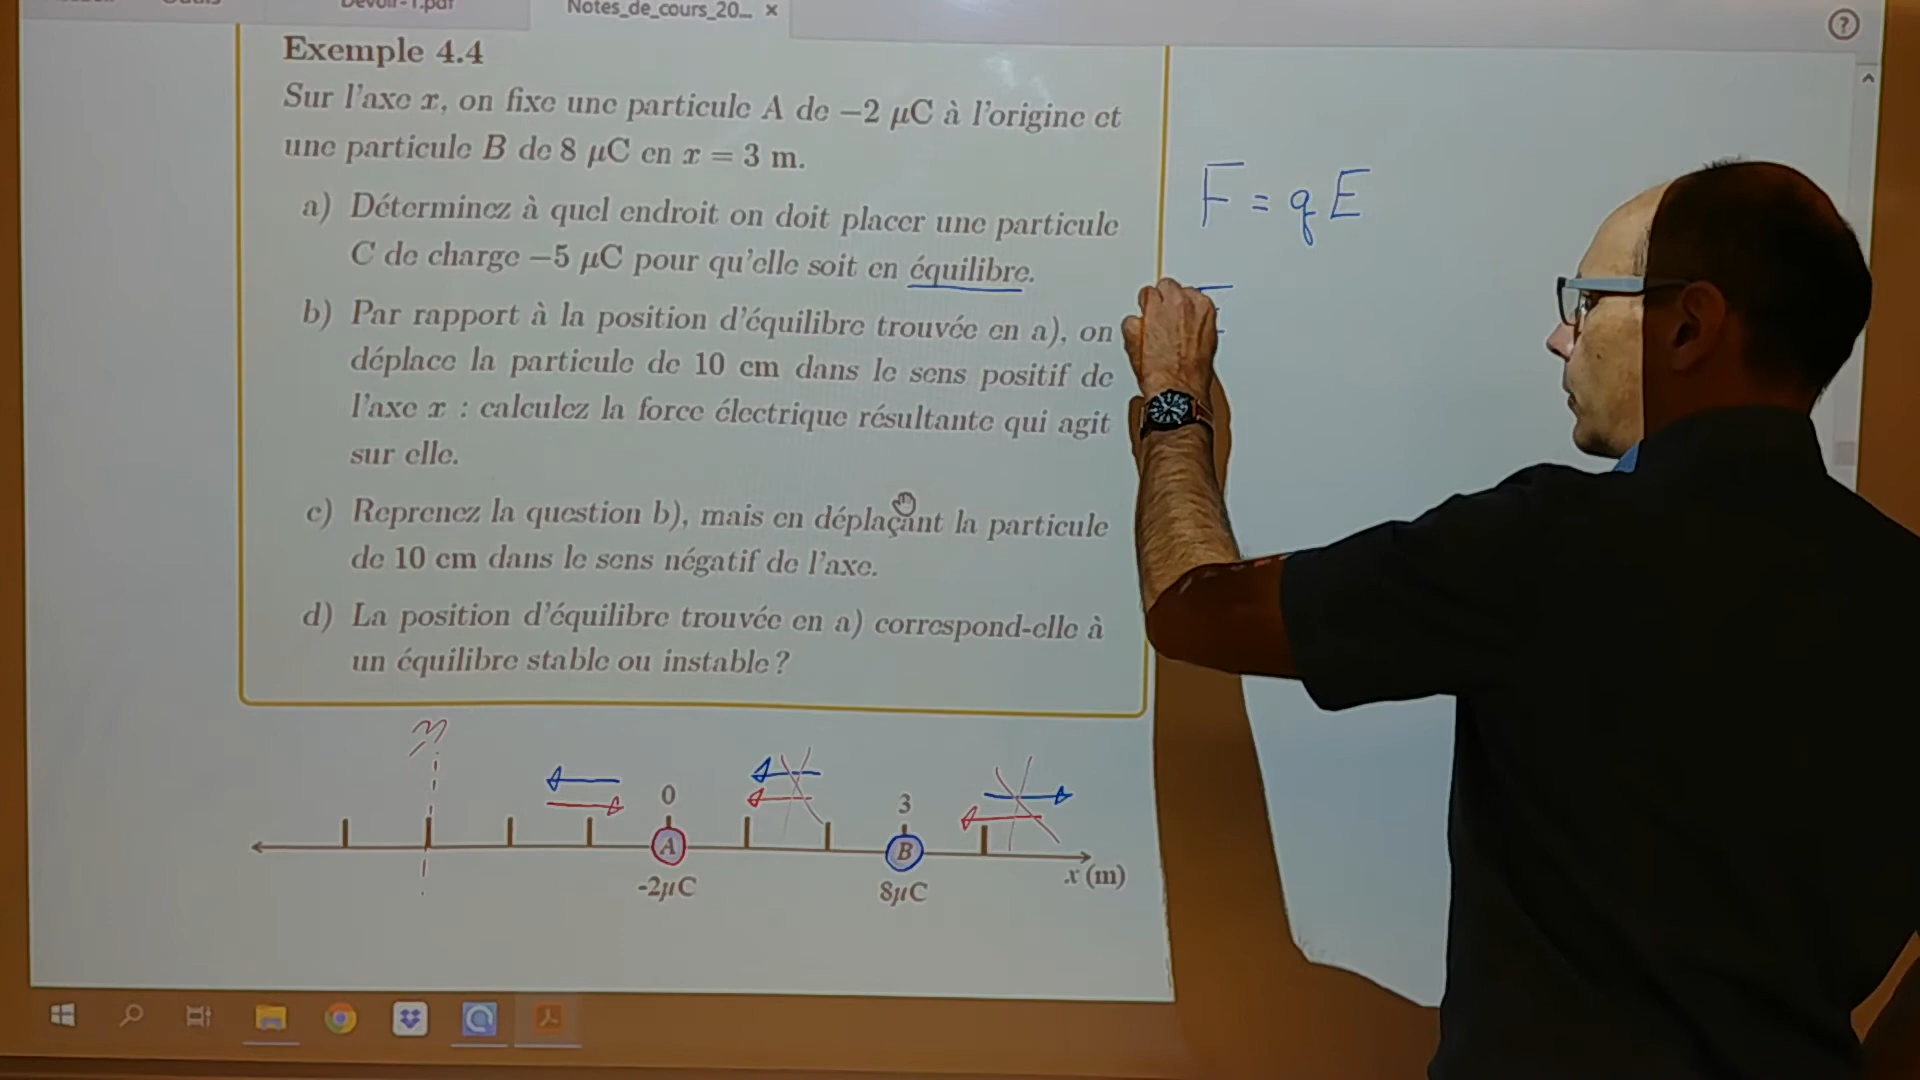 Devoir-1.pdf
Notes_de_cours_20... ×
?
Exemple 4.4
Sur l'axe x, on fixe une particule A de −2 μC à l'origine et
une particule B de 8 μC en x = 3 m.
a) Déterminez à quel endroit on doit placer une particule
C de charge −5 μC pour qu'elle soit en équilibre.
b) Par rapport à la position d'équilibre trouvée en a), on
déplace la particule de 10 cm dans le sens positif de
l'axe x : calculez la force électrique résultante qui agit
sur elle.
c) Reprenez la question b), mais en déplaçant la particule
de 10 cm dans le sens négatif de l'axe.
d) La position d'équilibre trouvée en a) correspond-elle à
un équilibre stable ou instable ?
F = qE
0
3
A
B
x (m)
-2μC
8μC